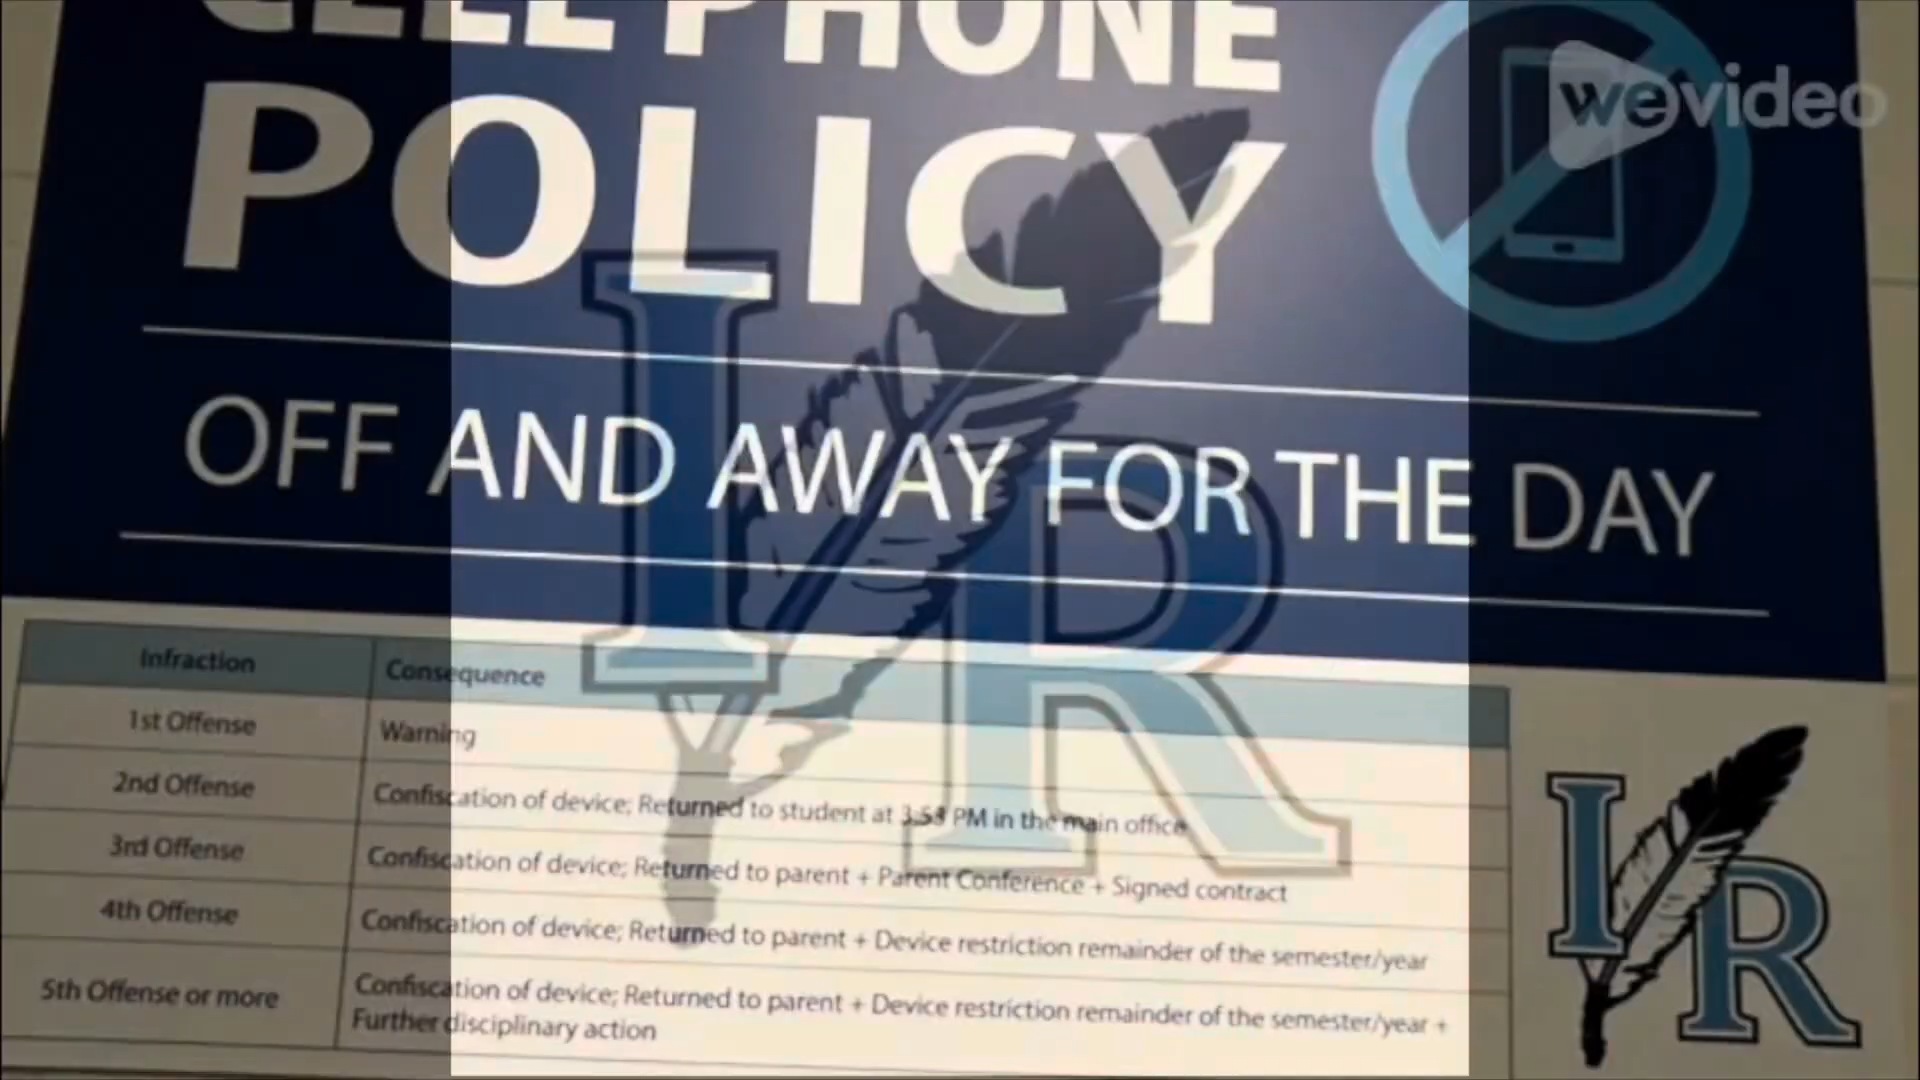 CELL PHONE
wevideo
POLICY
OFF AND AWAY FOR THE DAY
Infraction Consequence
1st Offense Warning
2nd Offense Confiscation of device; Returned to student at 3:53 PM in the main office
3rd Offense Confiscation of device; Returned to parent + Parent Conference + Signed contract
4th Offense Confiscation of device; Returned to parent + Device restriction remainder of the semester/year
5th Offense or more Confiscation of device; Returned to parent + Device restriction remainder of the semester/year +
Further disciplinary action
IR
IR